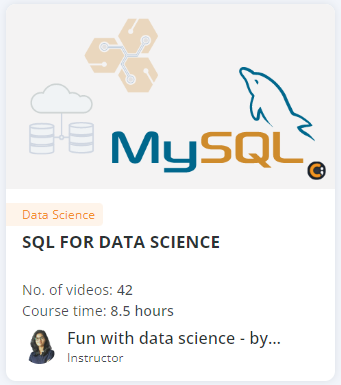 MySQL
Data Science
SQL FOR DATA SCIENCE
No. of videos: 42
Course time: 8.5 hours
Fun with data science - by...
Instructor